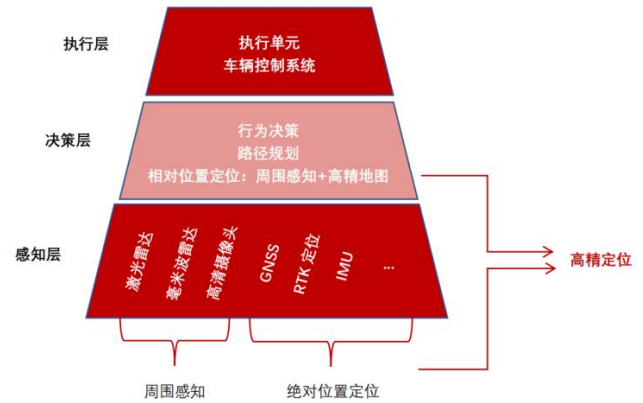 执行层
执行单元
车辆控制系统
决策层
行为决策
路径规划
相对位置定位：周围感知+高精地图
感知层
激光雷达
毫米波雷达
高清摄像头
GNSS
RTK 定位
IMU
...
高精定位
周围感知
绝对位置定位